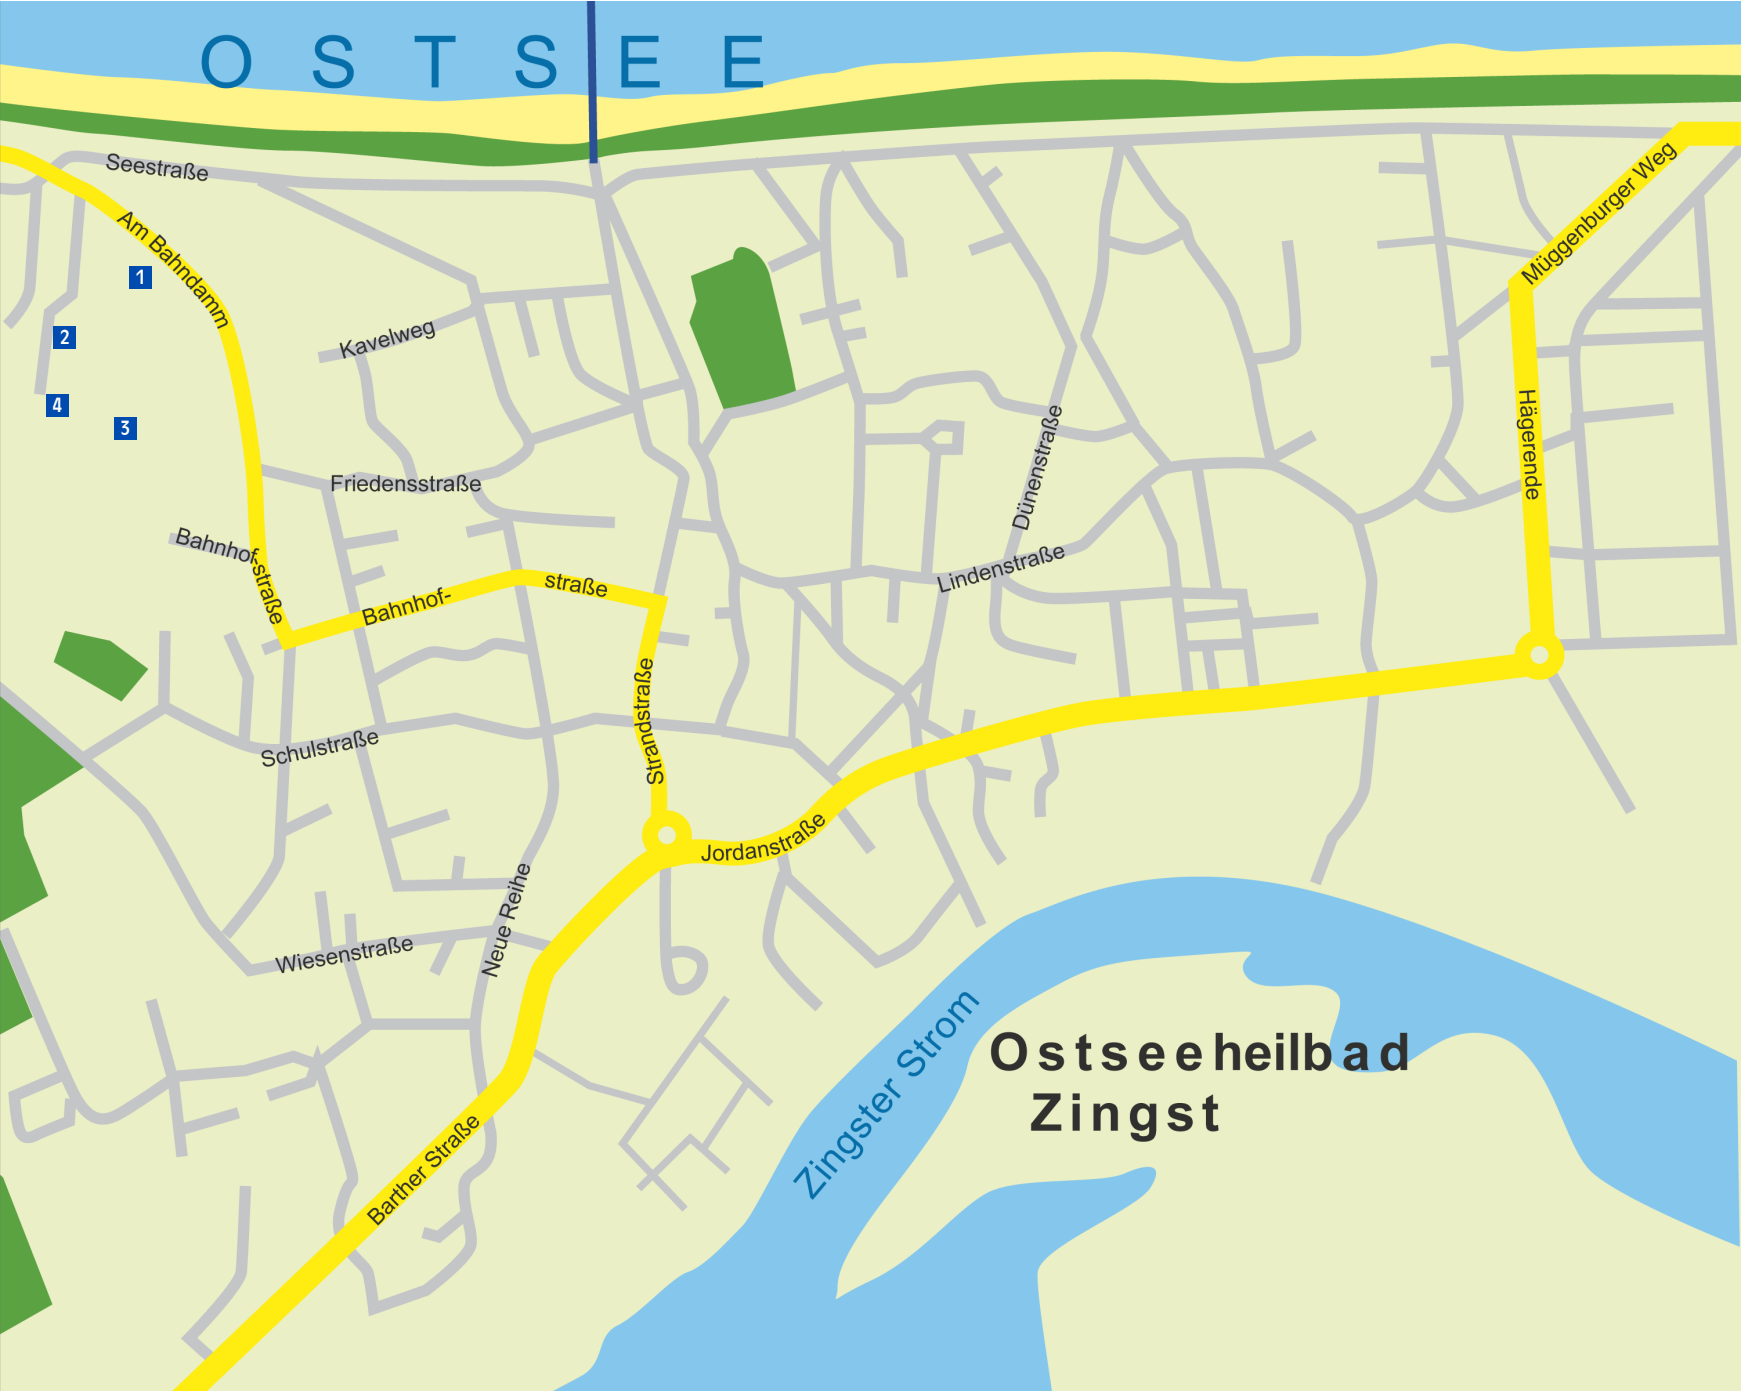 OSTSEE
Seestraße
Müggenburger Weg
Am Bahndamm
1
2
Kavelweg
4
3
Hägerende
Friedensstraße
Dünenstraße
Bahnhof-
straße
Lindenstraße
Bahnhof-
straße
Strandstraße
Schulstraße
Jordanstraße
Neue Reihe
Wiesenstraße
Zingster Strom
Ostseeheilbad
Zingst
Barther Straße